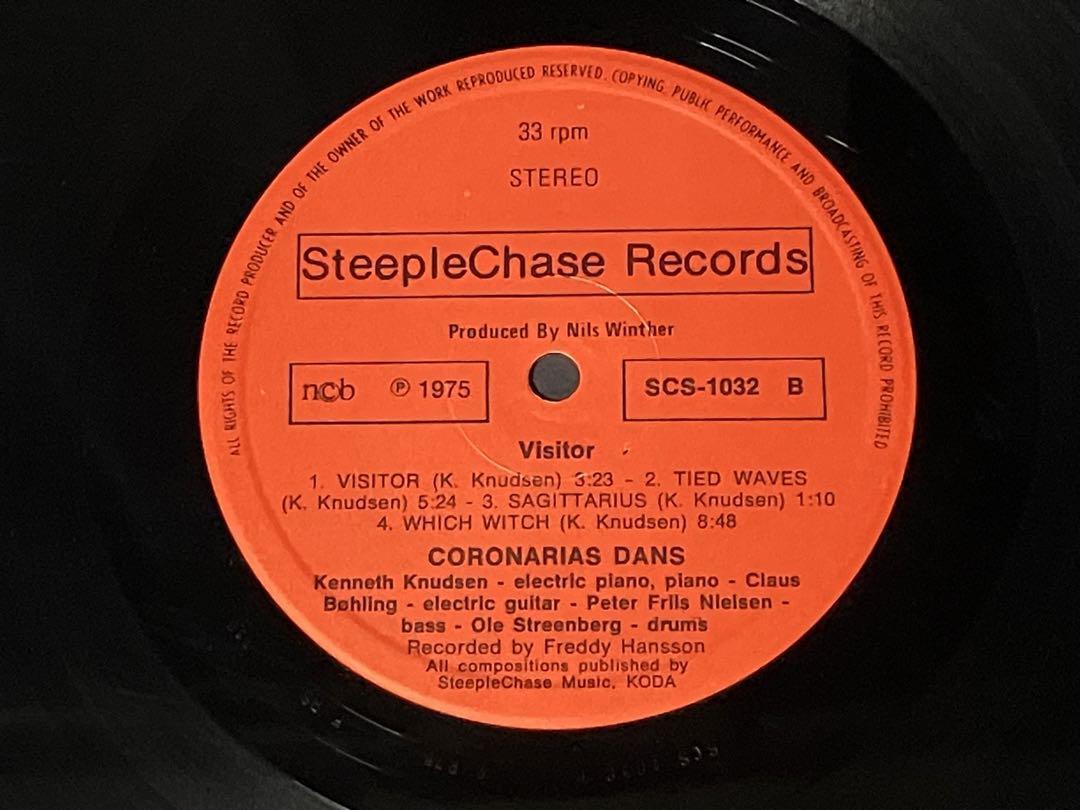 ALL RIGHTS OF THE RECORD PRODUCER AND OF THE OWNER OF THE WORK REPRODUCED RESERVED. COPYING, PUBLIC PERFORMANCE AND BROADCASTING OF THIS RECORD PROHIBITED
33 rpm
STEREO
SteepleChase Records
Produced By Nils Winther
ncb ℗ 1975 SCS-1032 B
Visitor
1. VISITOR (K. Knudsen) 3:23 - 2. TIED WAVES
(K. Knudsen) 5:24 - 3. SAGITTARIUS (K. Knudsen) 1:10
4. WHICH WITCH (K. Knudsen) 8:48
CORONARIAS DANS
Kenneth Knudsen - electric piano, piano - Claus
Bøhling - electric guitar - Peter Friis Nielsen -
bass - Ole Streenberg - drums
Recorded by Freddy Hansson
All compositions published by
SteepleChase Music, KODA